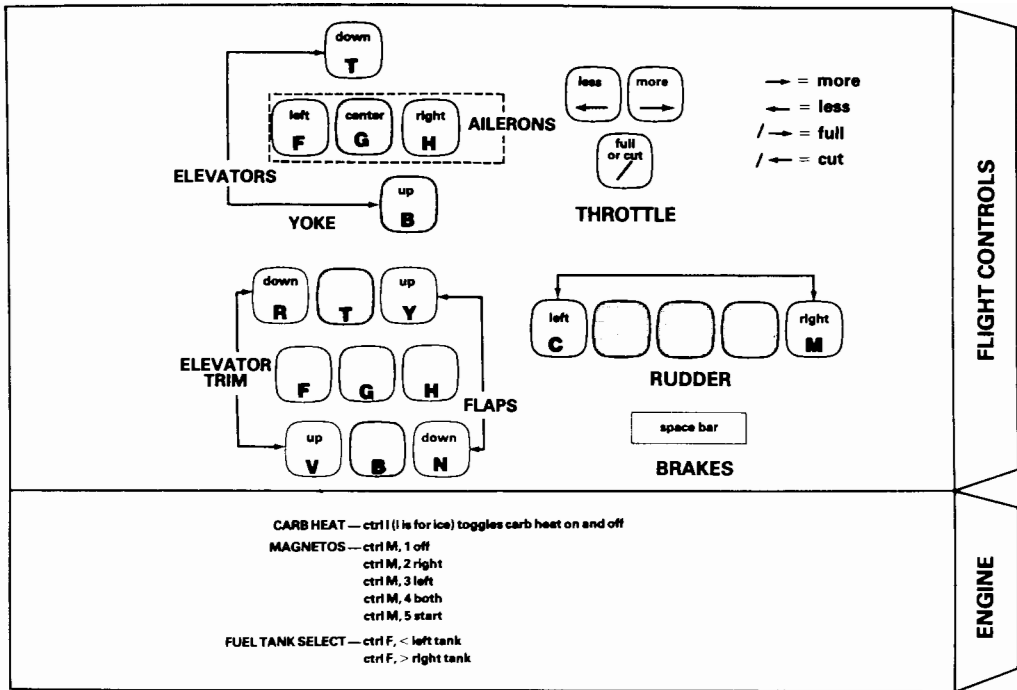 down
T
left
F
center
G
right
H
AILERONS
ELEVATORS
YOKE
up
B
less
←
more
→
full
or cut
/
THROTTLE
→ = more
← = less
/ → = full
/ ← = cut
down
R
T
up
Y
ELEVATOR
TRIM
F
G
H
FLAPS
up
V
B
down
N
left
C
right
M
RUDDER
space bar
BRAKES
FLIGHT CONTROLS
CARB HEAT — ctrl I (I is for ice) toggles carb heat on and off
MAGNETOS — ctrl M, 1 off
ctrl M, 2 right
ctrl M, 3 left
ctrl M, 4 both
ctrl M, 5 start
FUEL TANK SELECT — ctrl F, < left tank
ctrl F, > right tank
ENGINE